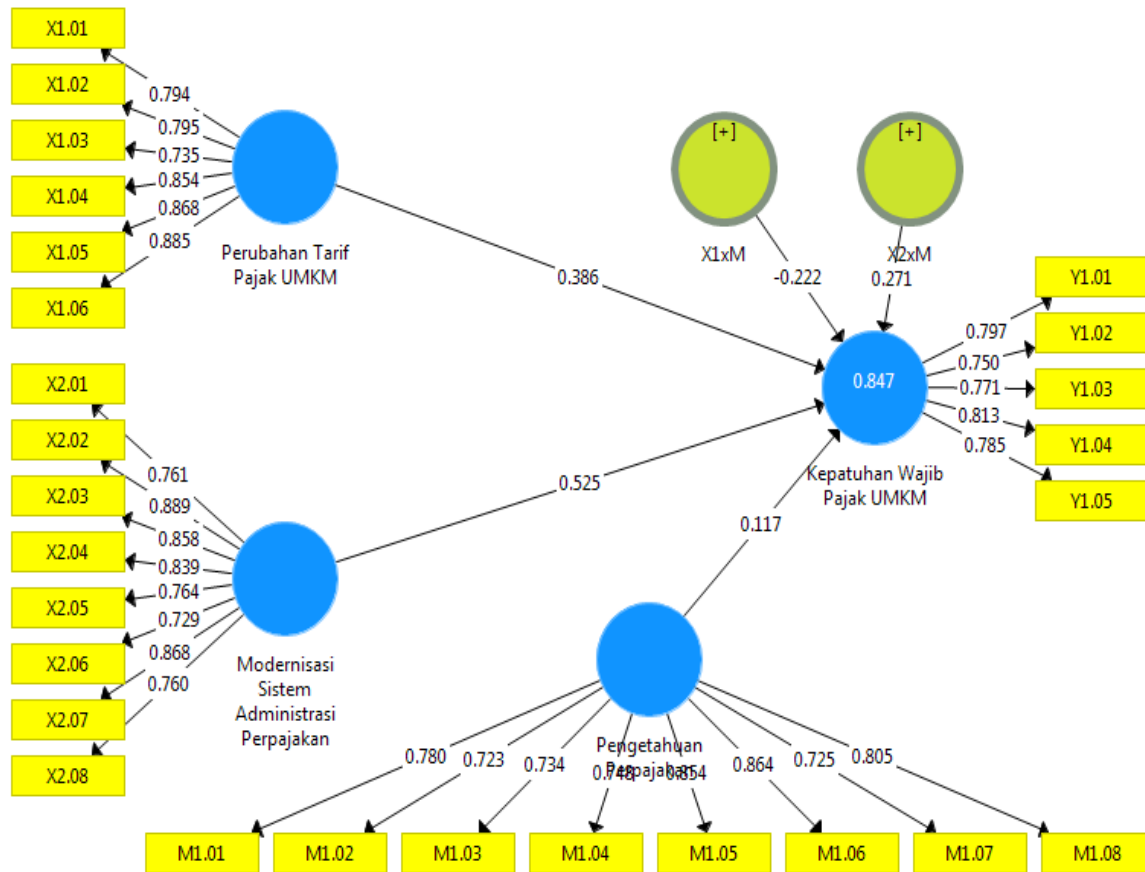 X1.01
X1.02
X1.03
X1.04
X1.05
X1.06
0.794
0.795
0.735
0.854
0.868
0.885
Perubahan Tarif
Pajak UMKM
[+]
X1xM
[+]
X2xM
0.386
-0.222
0.271
0.847
Kepatuhan Wajib
Pajak UMKM
0.797
0.750
0.771
0.813
0.785
Y1.01
Y1.02
Y1.03
Y1.04
Y1.05
X2.01
X2.02
X2.03
X2.04
X2.05
X2.06
X2.07
X2.08
0.761
0.889
0.858
0.839
0.764
0.729
0.868
0.760
Modernisasi
Sistem
Administrasi
Perpajakan
0.525
0.117
Pengetahuan
Perpajakan
0.780
0.723
0.734
0.748
0.854
0.864
0.725
0.805
M1.01
M1.02
M1.03
M1.04
M1.05
M1.06
M1.07
M1.08